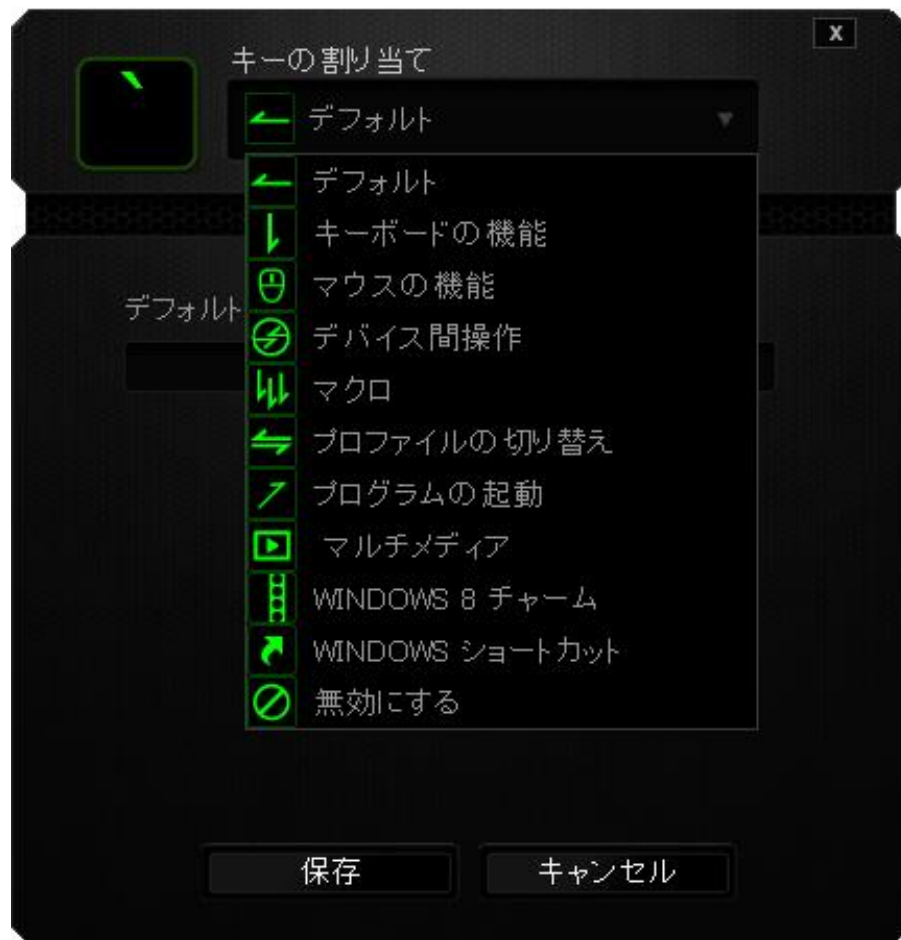 X
キーの割り当て
`
デフォルト
デフォルト
キーボードの機能
マウスの機能
デフォルト
デバイス間操作
マクロ
プロファイルの切り替え
プログラムの起動
マルチメディア
WINDOWS 8 チャーム
WINDOWS ショートカット
無効にする
保存
キャンセル